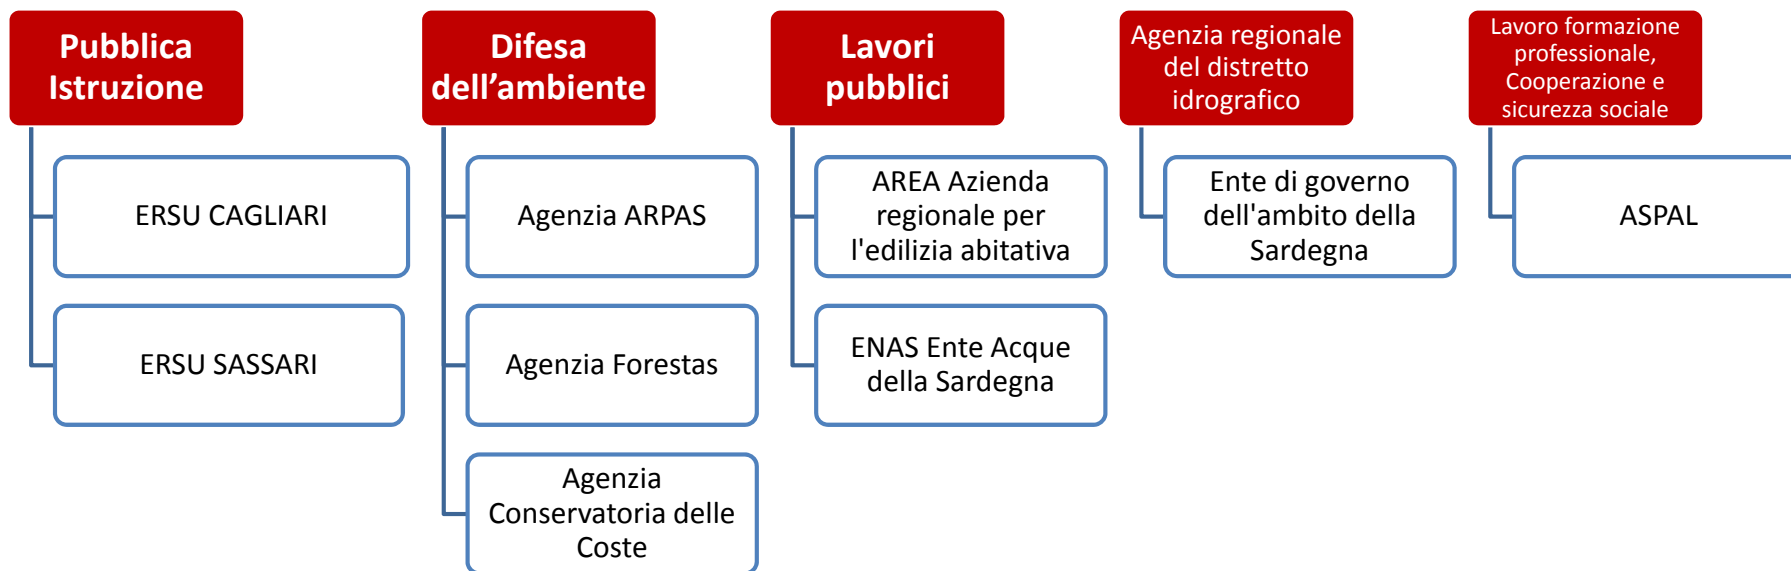 Pubblica
Istruzione
ERSU CAGLIARI
ERSU SASSARI
Difesa
dell’ambiente
Agenzia ARPAS
Agenzia Forestas
Agenzia
Conservatoria delle
Coste
Lavori
pubblici
AREA Azienda
regionale per
l'edilizia abitativa
ENAS Ente Acque
della Sardegna
Agenzia regionale
del distretto
idrografico
Ente di governo
dell'ambito della
Sardegna
Lavoro formazione
professionale,
Cooperazione e
sicurezza sociale
ASPAL